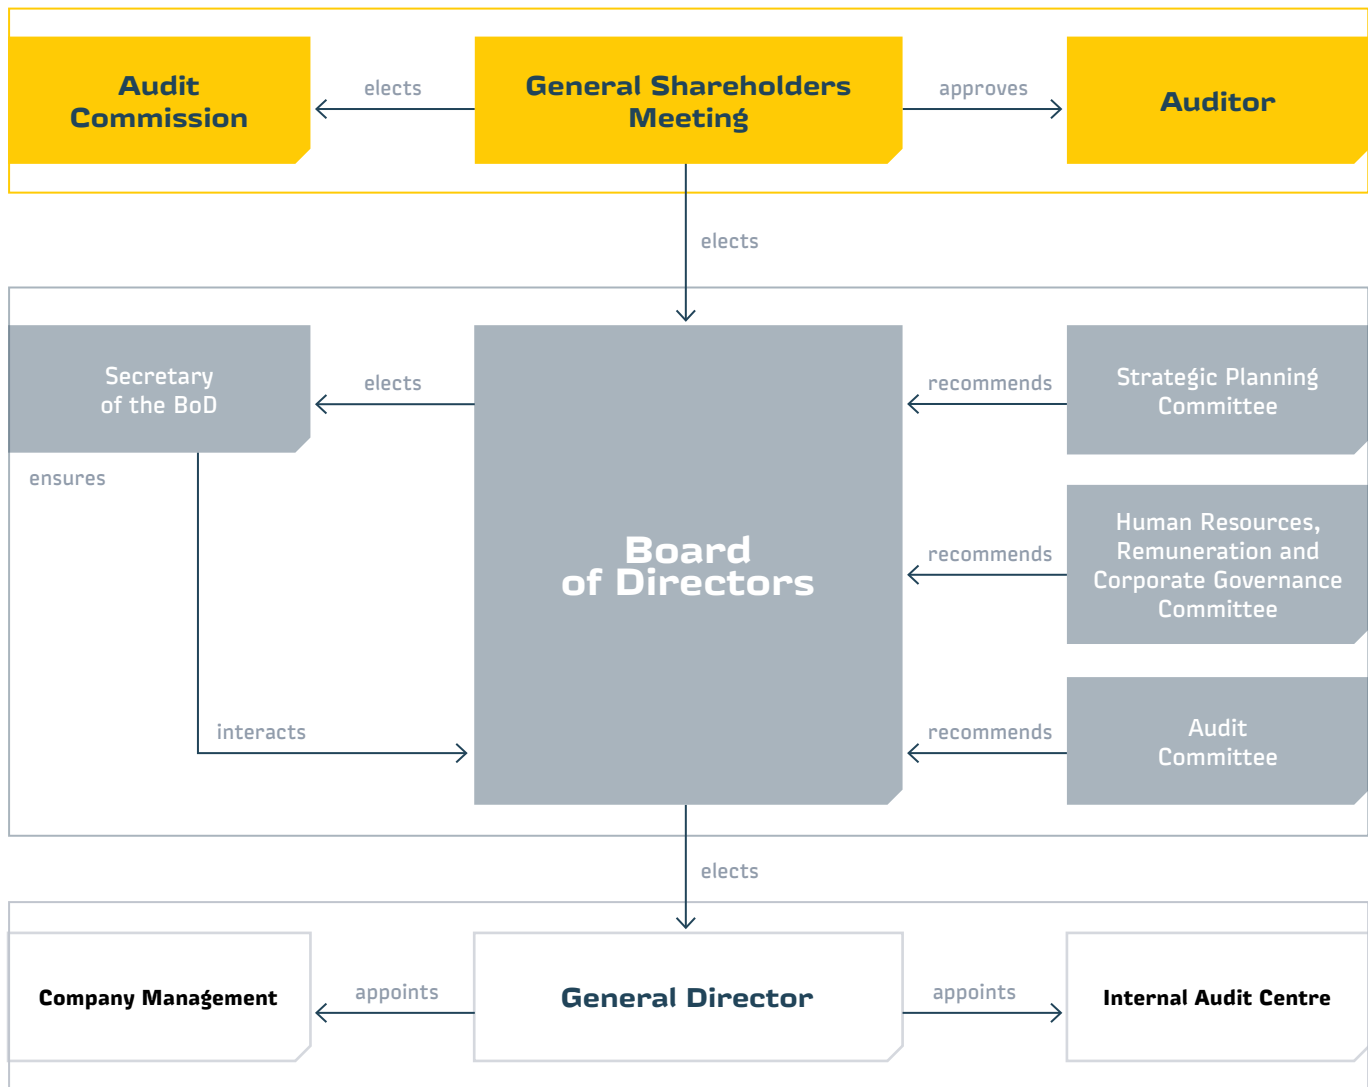 Audit
Commission
elects
General Shareholders
Meeting
approves
Auditor
elects
Secretary
of the BoD
elects
recommends
Strategic Planning
Committee
ensures
Board
of Directors
recommends
Human Resources,
Remuneration and
Corporate Governance
Committee
interacts
recommends
Audit
Committee
elects
Company Management
appoints
General Director
appoints
Internal Audit Centre